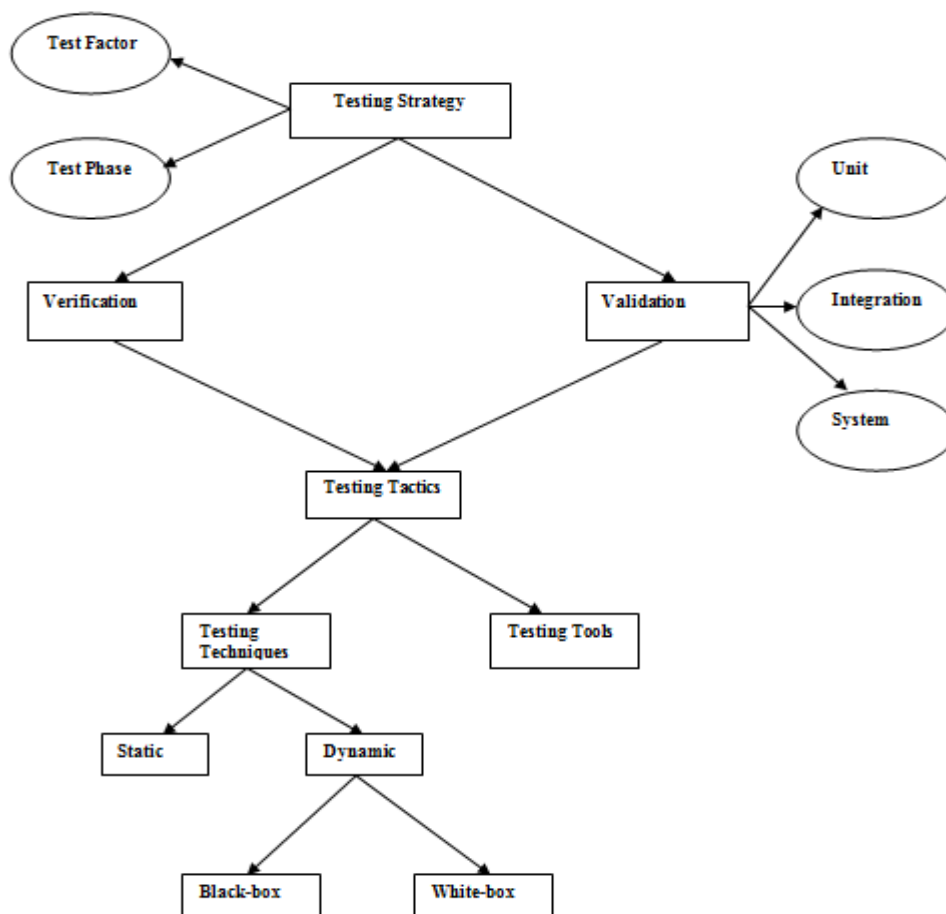 Test Factor
Testing Strategy
Test Phase
Unit
Verification
Validation
Integration
System
Testing Tactics
Testing
Techniques
Testing Tools
Static
Dynamic
Black-box
White-box